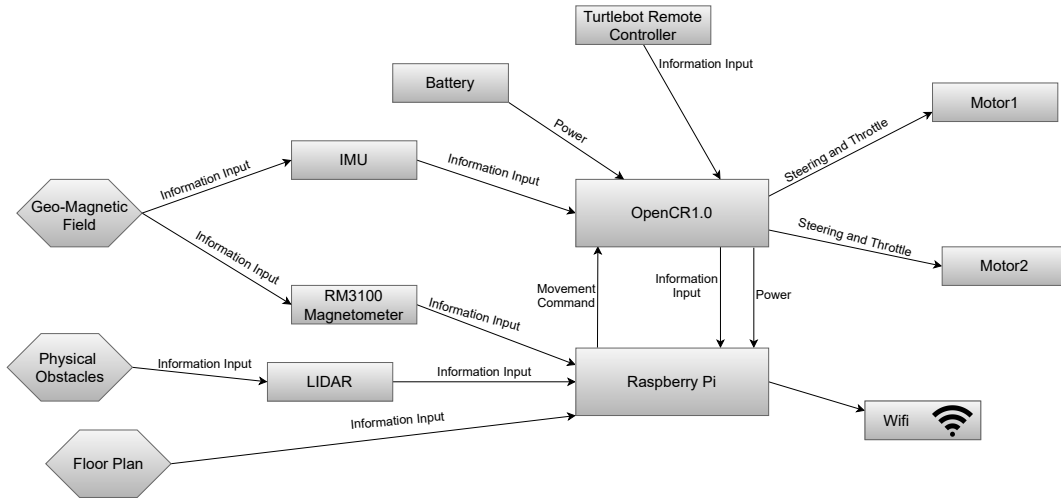 Turtlebot Remote
Controller
Information Input
Battery
Power
Motor1
Steering and Throttle
IMU
Information Input
Information Input
Geo-Magnetic
Field
OpenCR1.0
Steering and Throttle
Motor2
Information Input
RM3100
Magnetometer
Information Input
Movement
Command
Information
Input
Power
Physical
Obstacles
Information Input
LIDAR
Information Input
Raspberry Pi
Information Input
Wifi
Floor Plan